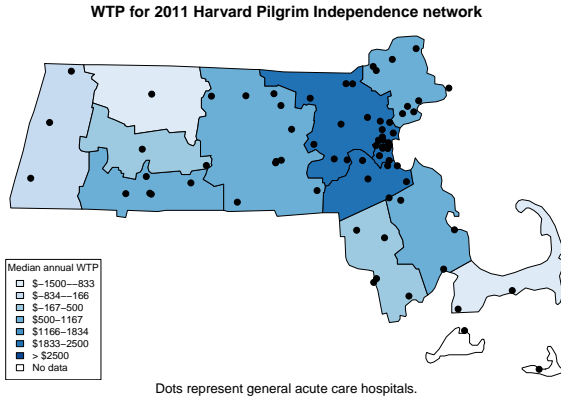 WTP for 2011 Harvard Pilgrim Independence network
Median annual WTP
$−1500−−833
$−834−−166
$−167−500
$500−1167
$1166−1834
$1833−2500
> $2500
No data
Dots represent general acute care hospitals.